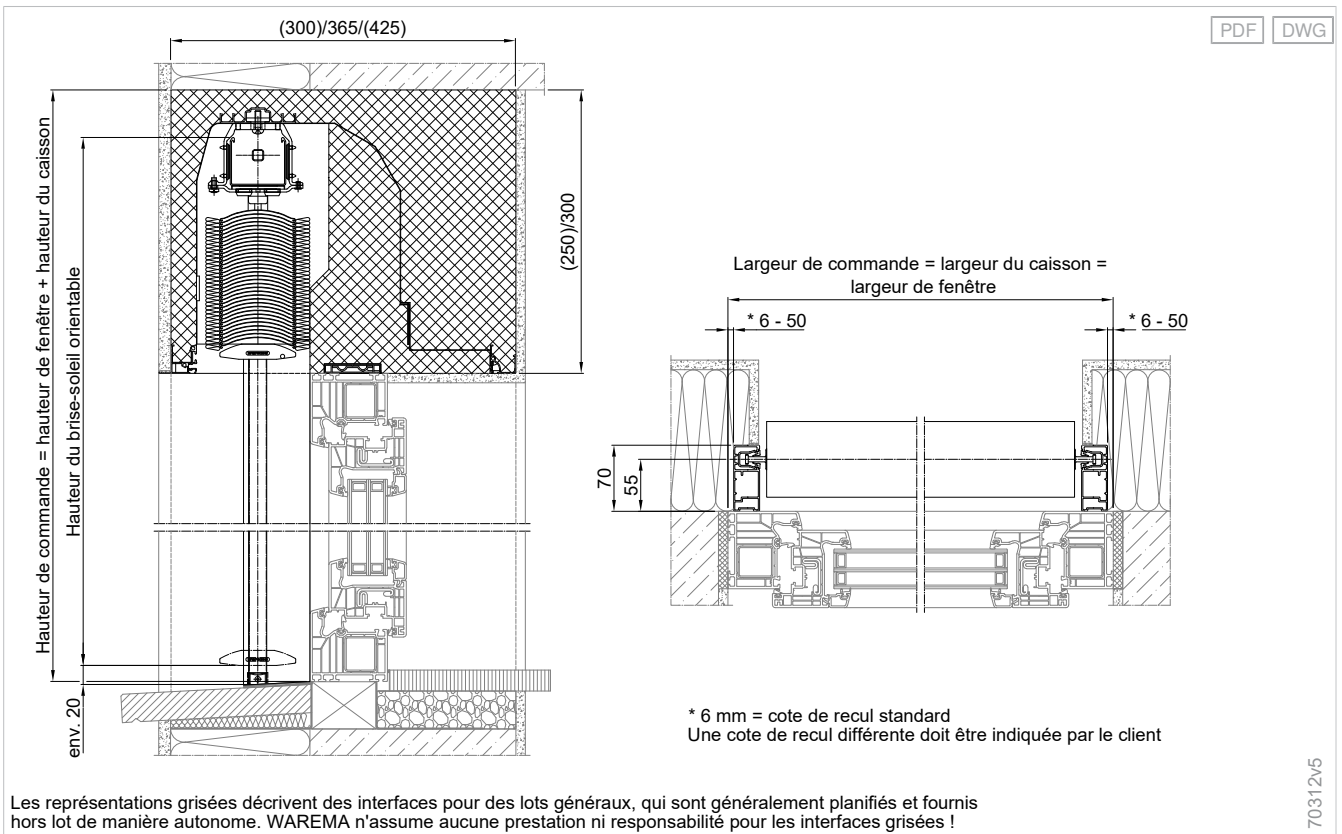 (300)/365/(425)
PDF DWG
Hauteur de commande = hauteur de fenêtre + hauteur du caisson
Hauteur du brise-soleil orientable
(250)/300
env. 20
Largeur de commande = largeur du caisson =
largeur de fenêtre
* 6 - 50
* 6 - 50
70
55
* 6 mm = cote de recul standard
Une cote de recul différente doit être indiquée par le client
70312v5
Les représentations grisées décrivent des interfaces pour des lots généraux, qui sont généralement planifiés et fournis
hors lot de manière autonome. WAREMA n'assume aucune prestation ni responsabilité pour les interfaces grisées !